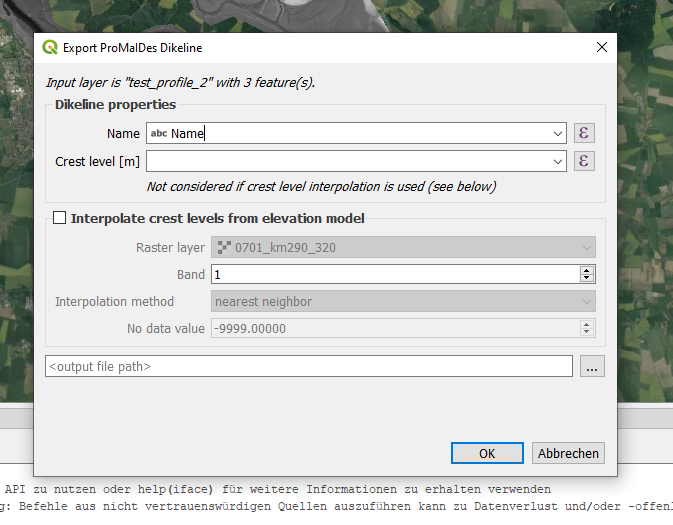 Export ProMaIDes Dikeline
Input layer is "test_profile_2" with 3 feature(s).
Dikeline properties
Name abc Name ε
Crest level [m] ε
Not considered if crest level interpolation is used (see below)
Interpolate crest levels from elevation model
Raster layer 0701_km290_320
Band 1
Interpolation method nearest neighbor
No data value -9999.00000
<output file path> ...
OK Abbrechen
API zu nutzen oder help(iface) für weitere Informationen zu erhalten verwenden
g: Befehle aus nicht vertrauenswürdigen Quellen auszuführen kann zu Datenverlust und/oder -offenl